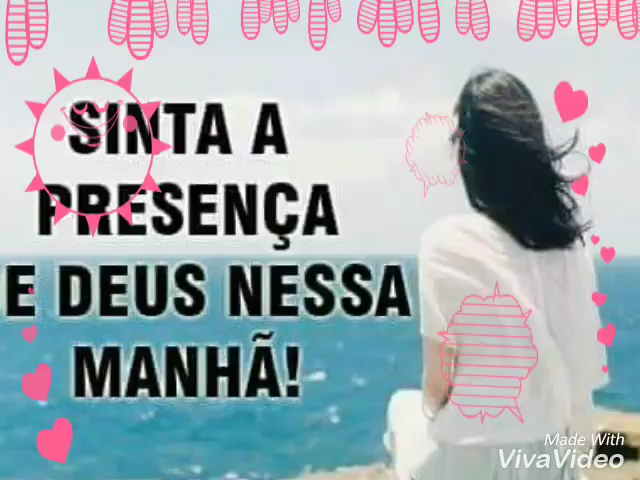 SINTA A
PRESENÇA
E DEUS NESSA
MANHÃ!
Made With
VivaVideo